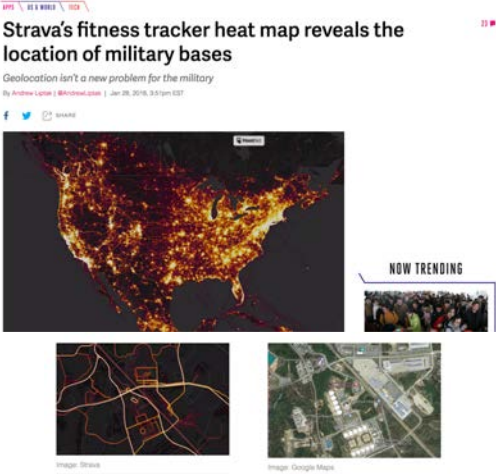 APPS \ US & WORLD \ TECH \
Strava's fitness tracker heat map reveals the
location of military bases
23
Geolocation isn't a new problem for the military
By Andrew Liptak | @AndrewLiptak | Jan 28, 2018, 3:51pm EST
SHARE
NOW TRENDING
Image: Strava
Image: Google Maps